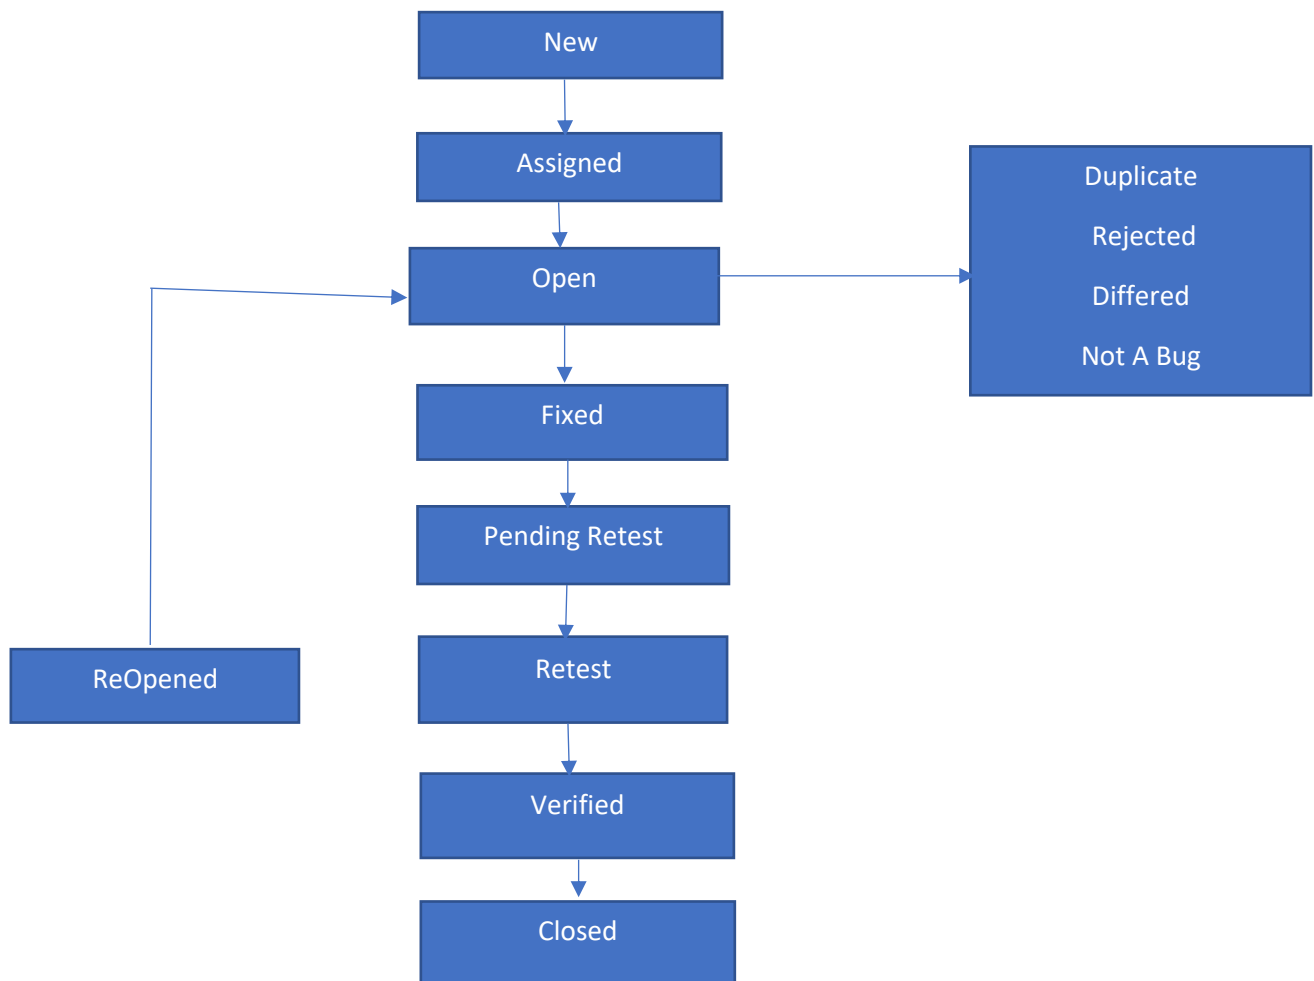 New
Assigned
Duplicate
Rejected
Differed
Not A Bug
Open
Fixed
Pending Retest
Retest
ReOpened
Verified
Closed